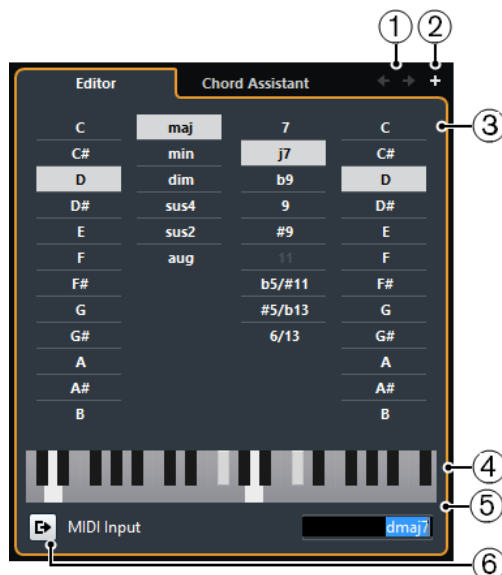 ① ②
Editor Chord Assistant + ③
C maj 7 C
C# min j7 C#
D dim b9 D
D# sus4 9 D#
E sus2 #9 E
F aug 11 F
F# b5/#11 F#
G #5/b13 G
G# 6/13 G#
A A
A# A#
B B
④
⑤
MIDI Input dmaj7
⑥